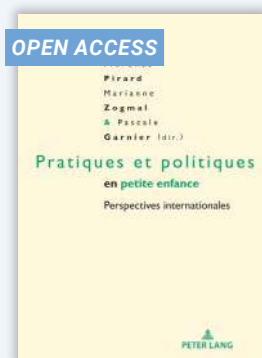 OPEN ACCESS
Pirard
Marianne
Zogmal
& Pascale
Garnier (dir.)
Pratiques et politiques
en petite enfance
Perspectives internationales
PETER LANG